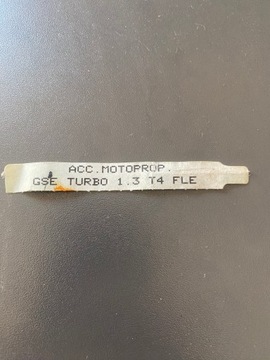 ACC.MOTOPROP.
GSE TURBO 1.3 T4 FLE